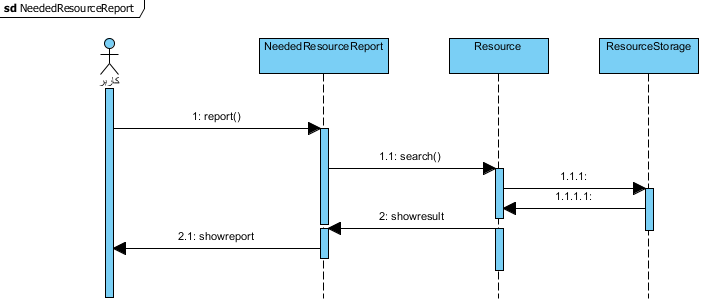 sd NeededResourceReport
NeededResourceReport
Resource
ResourceStorage
کاربر
1: report()
1.1: search()
1.1.1:
1.1.1.1:
2: showresult
2.1: showreport